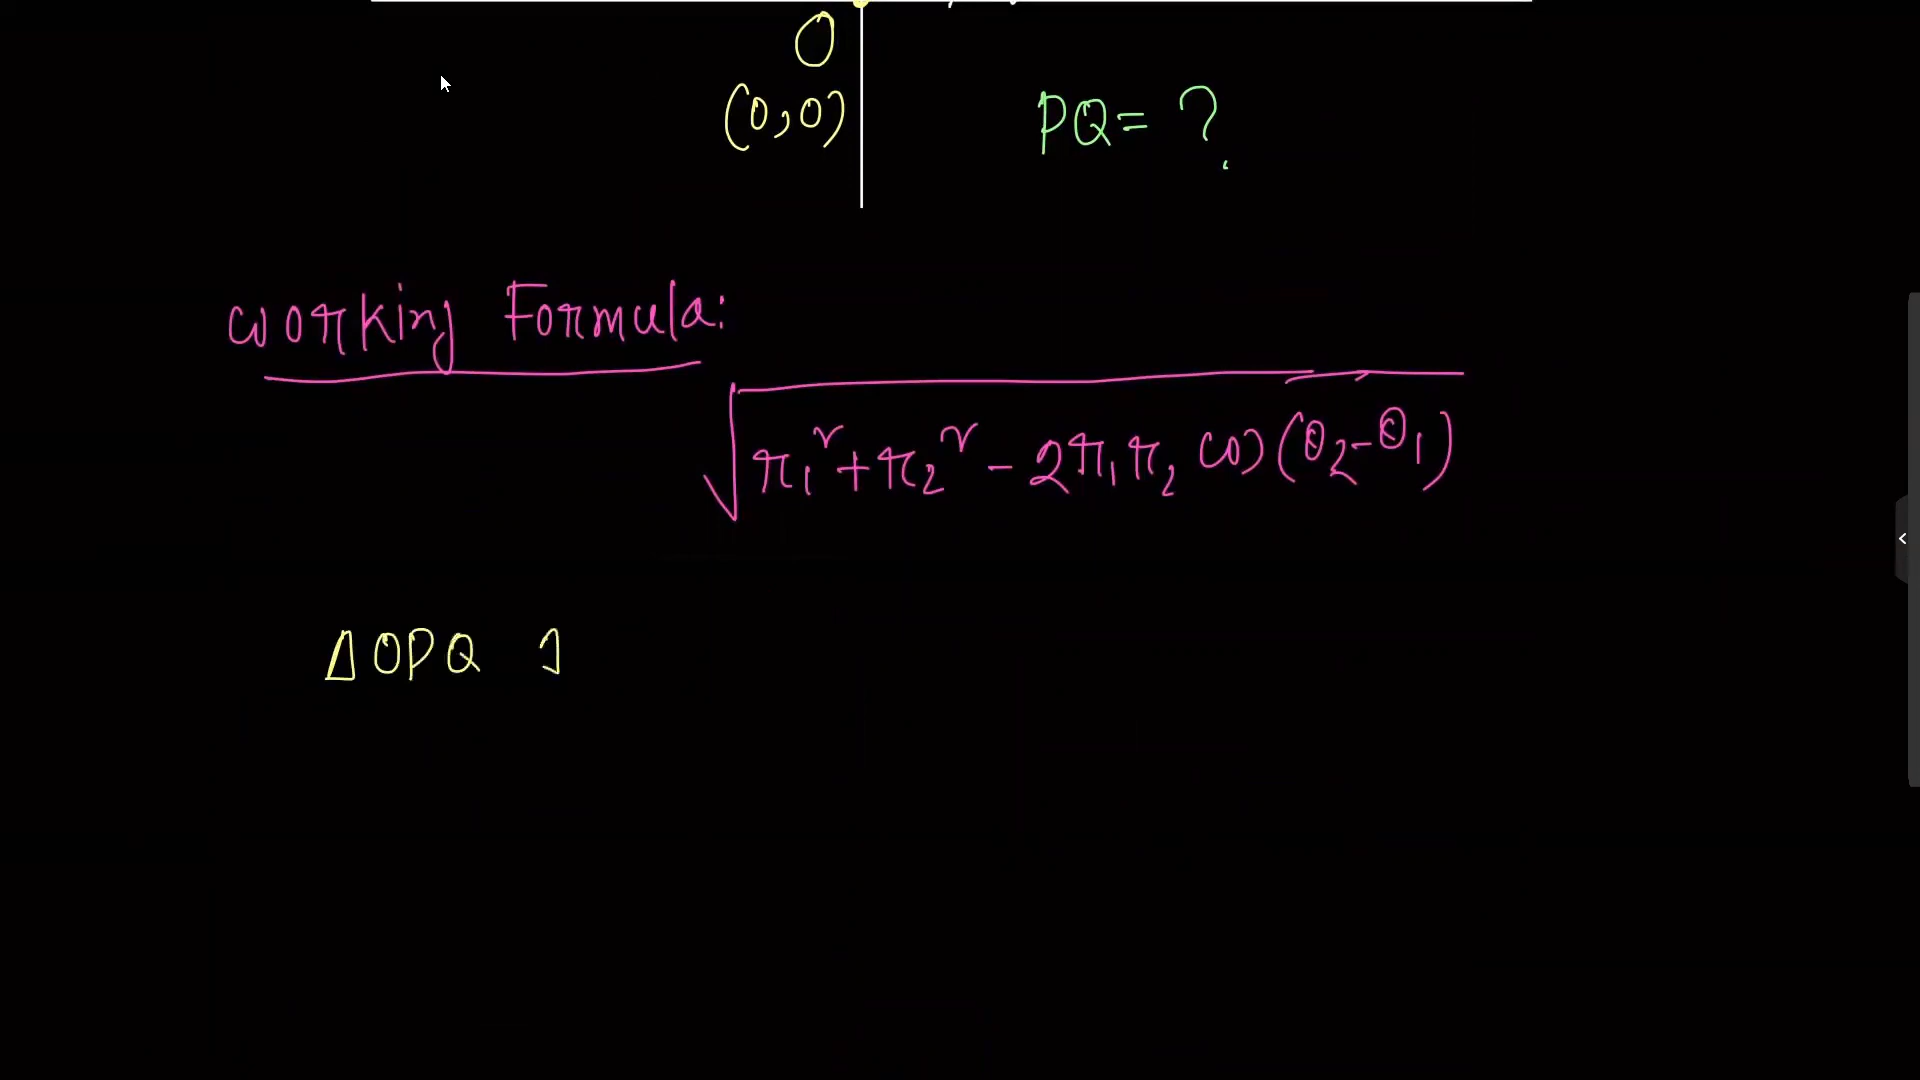 O
(0,0)
PQ= ?
Working Formula:
√(r₁²+r₂²-2r₁r₂ cos(θ₂-θ₁))
ΔOPQ